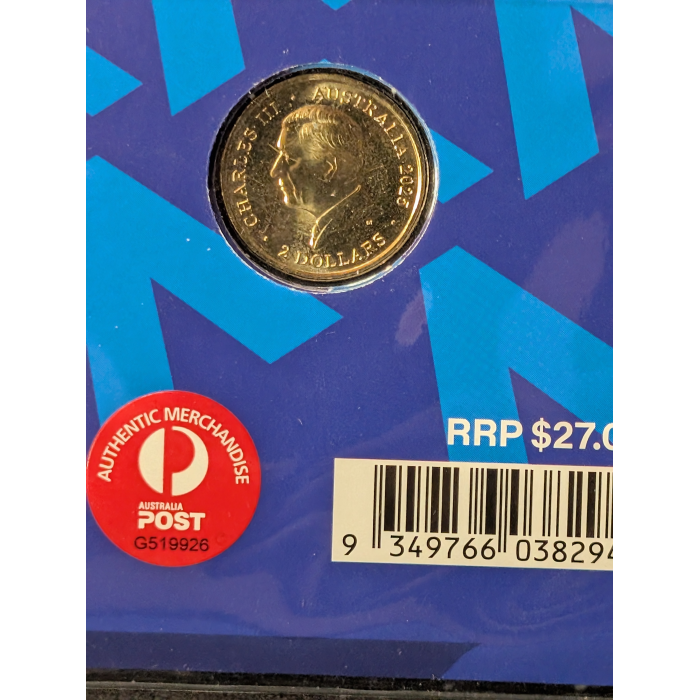 CHARLES III • AUSTRALIA 2025
2 DOLLARS
AUTHENTIC MERCHANDISE
AUSTRALIA
POST
G519926
RRP $27.0
9 349766 038294